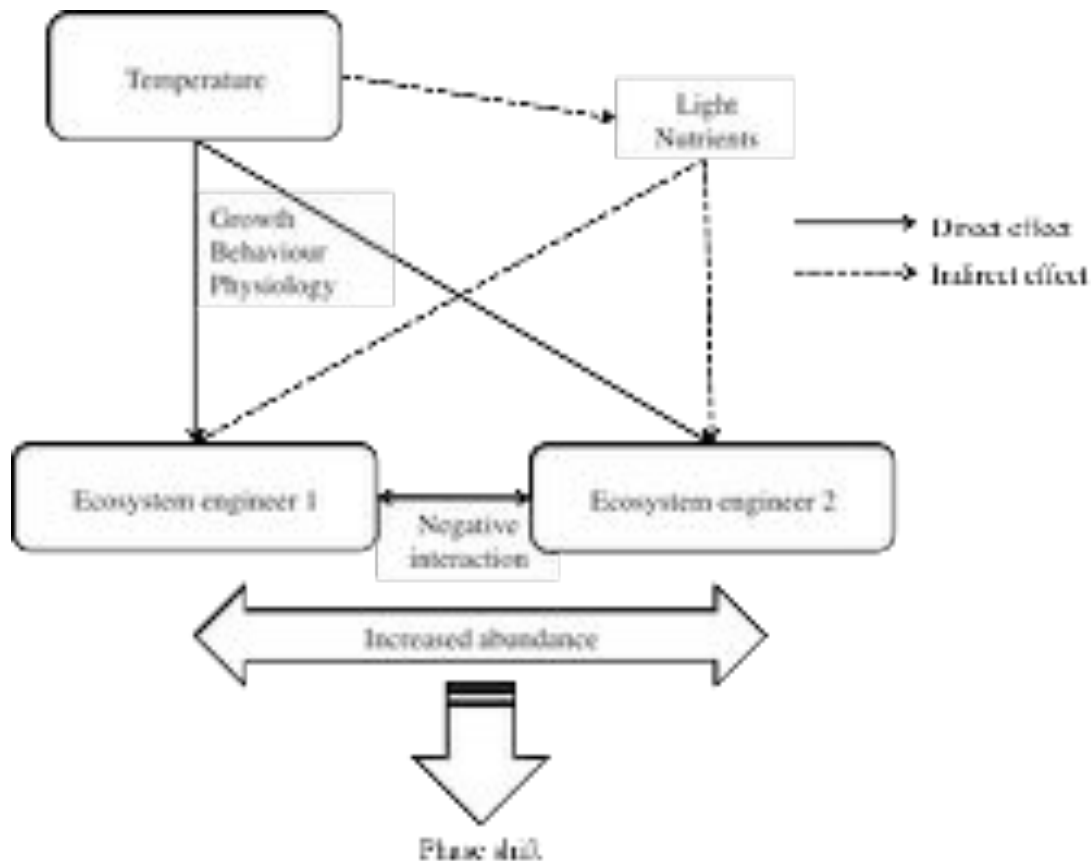 Temperature
Light
Nutrients
Growth
Behaviour
Physiology
Direct effect
Indirect effect
Ecosystem engineer 1
Ecosystem engineer 2
Negative
interaction
Increased abundance
Phase shift